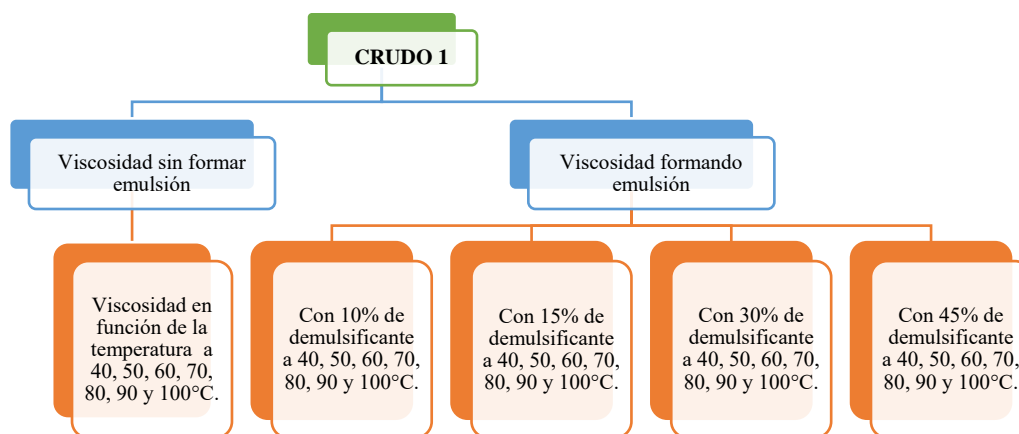 CRUDO 1
Viscosidad sin formar
emulsión
Viscosidad formando
emulsión
Viscosidad en
función de la
temperatura a
40, 50, 60, 70,
80, 90 y 100°C.
Con 10% de
demulsificante
a 40, 50, 60, 70,
80, 90 y 100°C.
Con 15% de
demulsificante
a 40, 50, 60, 70,
80, 90 y 100°C.
Con 30% de
demulsificante
a 40, 50, 60, 70,
80, 90 y 100°C.
Con 45% de
demulsificante
a 40, 50, 60, 70,
80, 90 y 100°C.